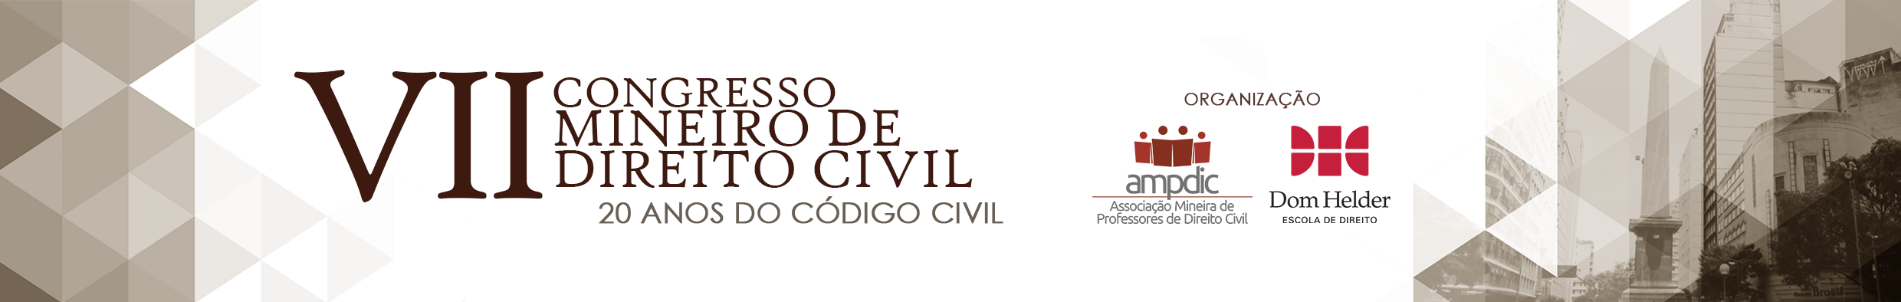 VII
CONGRESSO
MINEIRO DE
DIREITO CIVIL
20 ANOS DO CÓDIGO CIVIL
ORGANIZAÇÃO
ampdic
Associação Mineira de
Professores de Direito Civil
Dom Helder
ESCOLA DE DIREITO